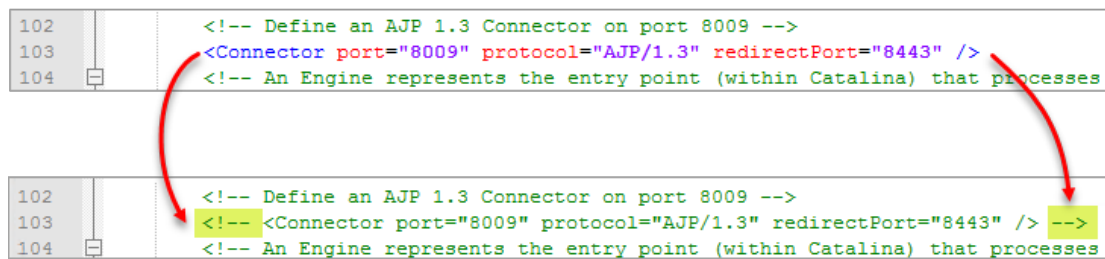 102 <!-- Define an AJP 1.3 Connector on port 8009 -->
103 <Connector port="8009" protocol="AJP/1.3" redirectPort="8443" />
104 <!-- An Engine represents the entry point (within Catalina) that processes
102 <!-- Define an AJP 1.3 Connector on port 8009 -->
103 <!-- <Connector port="8009" protocol="AJP/1.3" redirectPort="8443" /> -->
104 <!-- An Engine represents the entry point (within Catalina) that processes